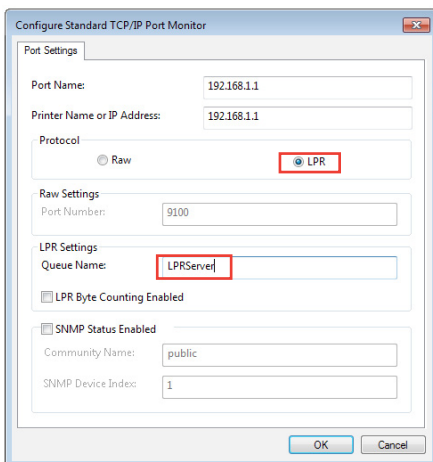 Configure Standard TCP/IP Port Monitor
Port Settings
Port Name: 192.168.1.1
Printer Name or IP Address: 192.168.1.1
Protocol
Raw LPR
Raw Settings
Port Number: 9100
LPR Settings
Queue Name: LPRServer
LPR Byte Counting Enabled
SNMP Status Enabled
Community Name: public
SNMP Device Index: 1
OK Cancel